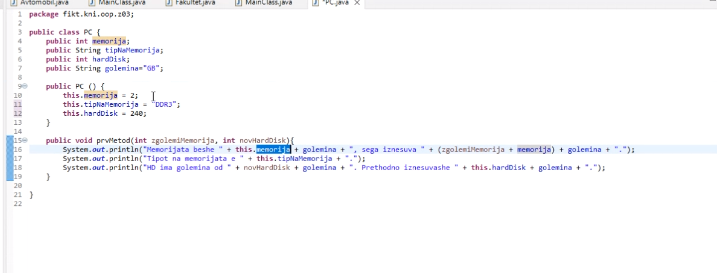 Avtomobil.java MainClass.java Fakultet.java MainClass.java *PC.java
1 package fikt.kni.oop.z03;
2
3 public class PC {
4 public int memorija;
5 public String tipNaMemorija;
6 public int hardDisk;
7 public String golemina="GB";
8
9 public PC () {
10 this.memorija = 2;
11 this.tipNaMemorija = "DDR3";
12 this.hardDisk = 240;
13 }
14
15 public void prvMetod(int zgolemiMemorija, int novHardDisk){
16 System.out.println("Memorijata beshe " + this.memorija + golemina + ", sega iznesuva " + (zgolemiMemorija + memorija) + golemina + ".");
17 System.out.println("Tipot na memorijata e " + this.tipNaMemorija + ".");
18 System.out.println("HD ima golemina od " + novHardDisk + golemina + ". Prethodno iznesuvashe " + this.hardDisk + golemina + ".");
19 }
20
21 }
22